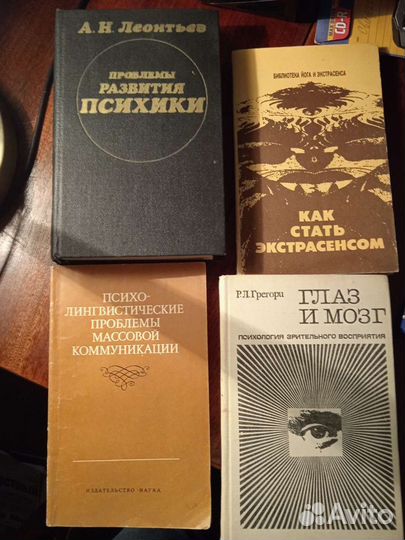 А. Н. Леонтьев
ПРОБЛЕМЫ
РАЗВИТИЯ
ПСИХИКИ
БИБЛИОТЕКА ЙОГА И ЭКСТРАСЕНСА
КАК
СТАТЬ
ЭКСТРАСЕНСОМ
ПСИХО-
ЛИНГВИСТИЧЕСКИЕ
ПРОБЛЕМЫ
МАССОВОЙ
КОММУНИКАЦИИ
ИЗДАТЕЛЬСТВО · НАУКА ·
Р.Л.Грегори
ГЛАЗ
И МОЗГ
ПСИХОЛОГИЯ ЗРИТЕЛЬНОГО ВОСПРИЯТИЯ
CD-R
Avito